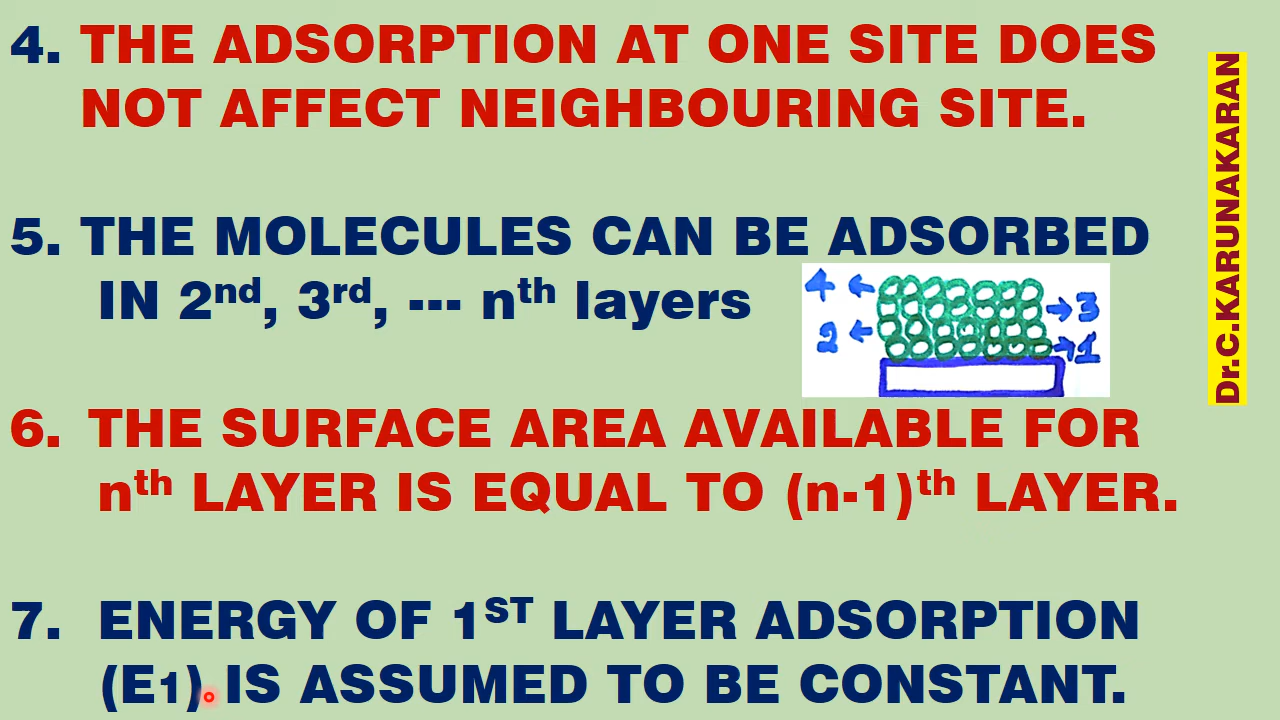 4. THE ADSORPTION AT ONE SITE DOES
NOT AFFECT NEIGHBOURING SITE.
5. THE MOLECULES CAN BE ADSORBED
IN 2nd, 3rd, --- nth layers
4
3
2
1
6. THE SURFACE AREA AVAILABLE FOR
nth LAYER IS EQUAL TO (n-1)th LAYER.
7. ENERGY OF 1ST LAYER ADSORPTION
(E1) IS ASSUMED TO BE CONSTANT.
Dr.C.KARUNAKARAN